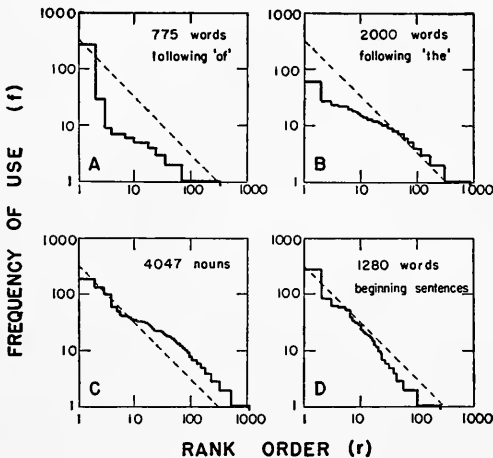 FREQUENCY OF USE (f)
1000
100
10
1
775 words
following 'of'
A
1 10 100 1000
1000
100
10
1
2000 words
following 'the'
B
1 10 100 1000
1000
100
10
1
4047 nouns
C
1 10 100 1000
1000
100
10
1
1280 words
beginning sentences
D
1 10 100 1000
RANK ORDER (r)